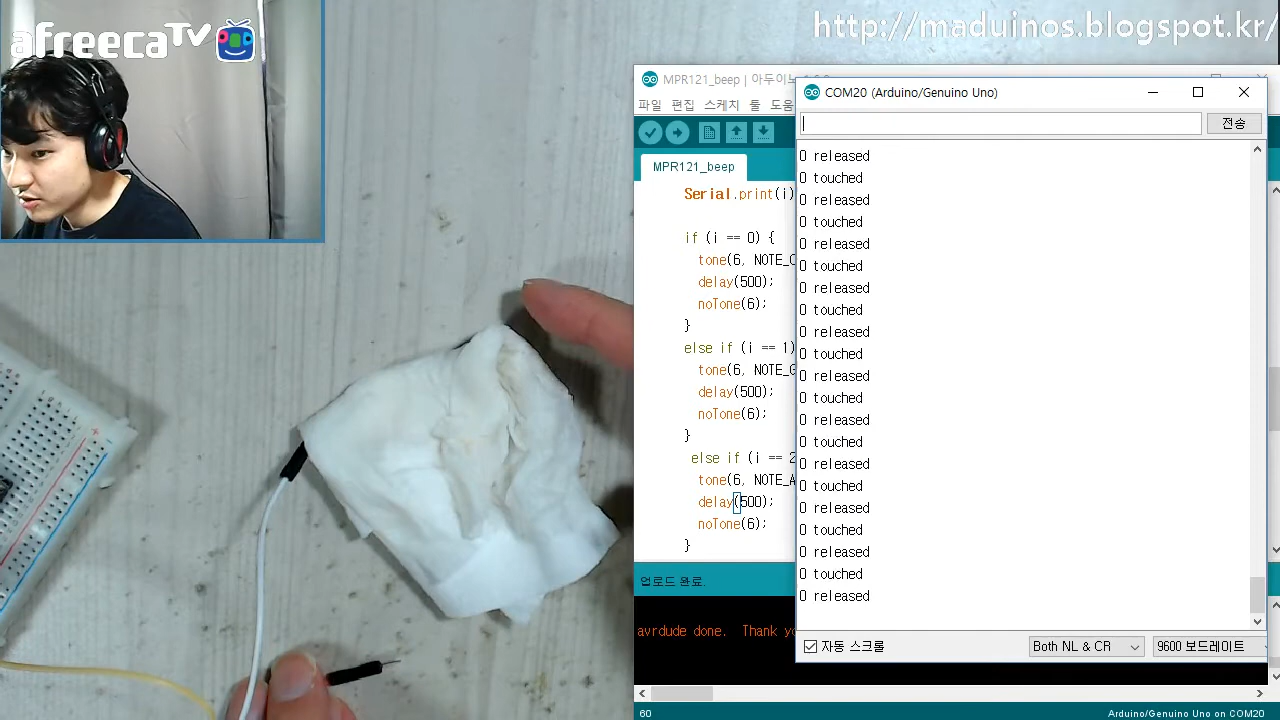 afreecaTV
http://maduinos.blogspot.kr/
MPR121_beep | 아두이노
파일 편집 스케치 툴 도움
MPR121_beep
Serial.print(i)
if (i == 0) {
tone(6, NOTE_
delay(500);
noTone(6);
}
else if (i == 1)
tone(6, NOTE_
delay(500);
noTone(6);
}
else if (i == 2
tone(6, NOTE_
delay(500);
noTone(6);
}
업로드 완료.
avrdude done.  Thank
60
Arduino/Genuino Uno on COM20
COM20 (Arduino/Genuino Uno)
전송
0 released
0 touched
0 released
0 touched
0 released
0 touched
0 released
0 touched
0 released
0 touched
0 released
0 touched
0 released
0 touched
0 released
0 touched
0 released
0 touched
0 released
0 touched
0 released
자동 스크롤
Both NL & CR
9600 보드레이트